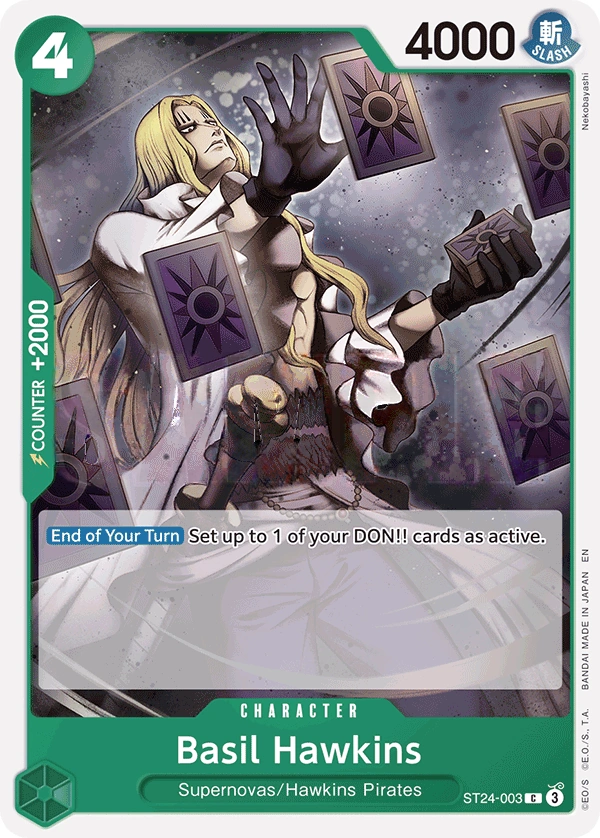 4
4000
斬
SLASH
Nekobayashi
COUNTER +2000
End of Your Turn Set up to 1 of your DON!! cards as active.
©EO/S ©E.O./S., T.A. BANDAI MADE IN JAPAN EN
CHARACTER
Basil Hawkins
Supernovas/Hawkins Pirates
ST24-003 C 3